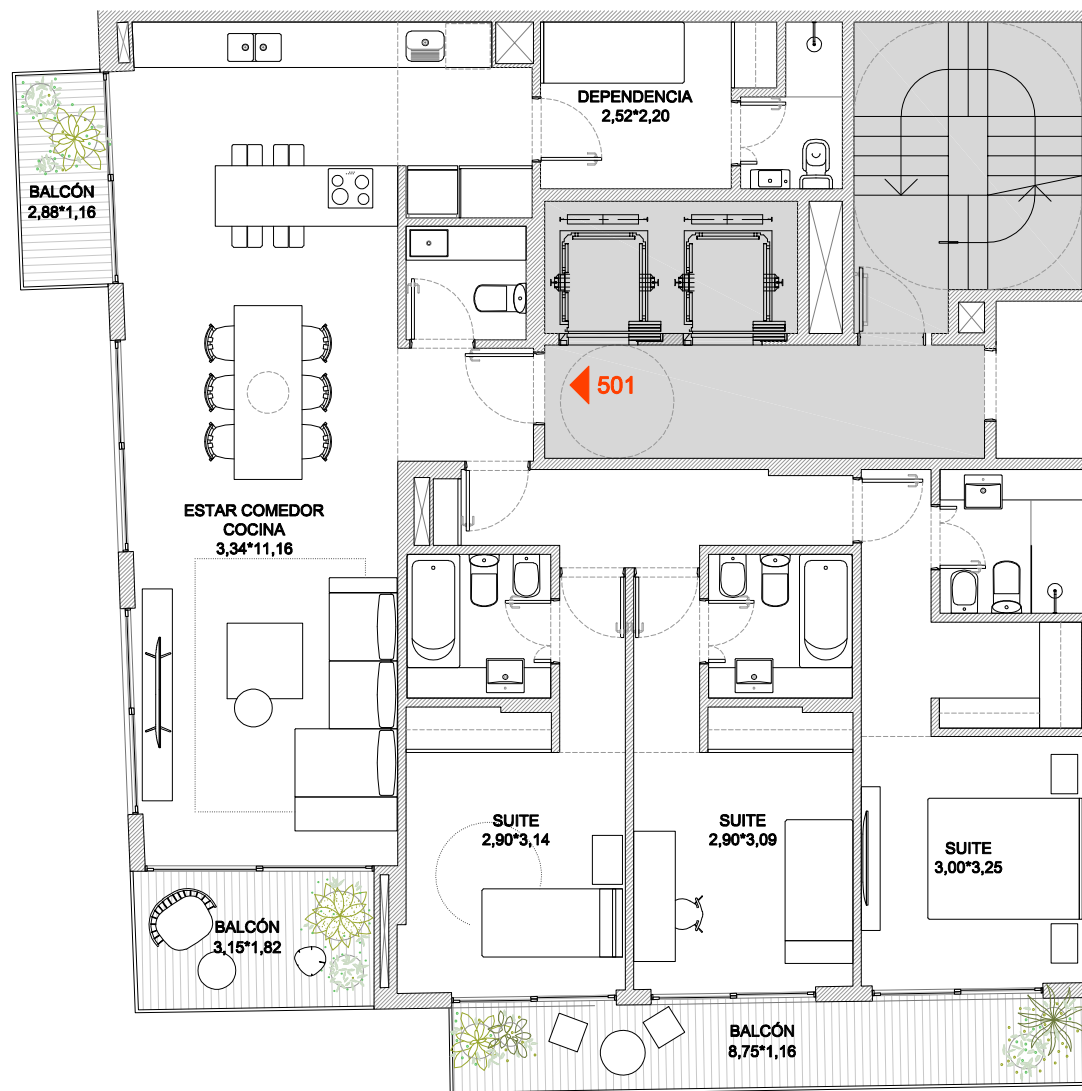 DEPENDENCIA
2,52*2,20
BALCÓN
2,88*1,16
501
ESTAR COMEDOR
COCINA
3,34*11,16
SUITE
2,90*3,14
SUITE
2,90*3,09
SUITE
3,00*3,25
BALCÓN
3,15*1,82
BALCÓN
8,75*1,16